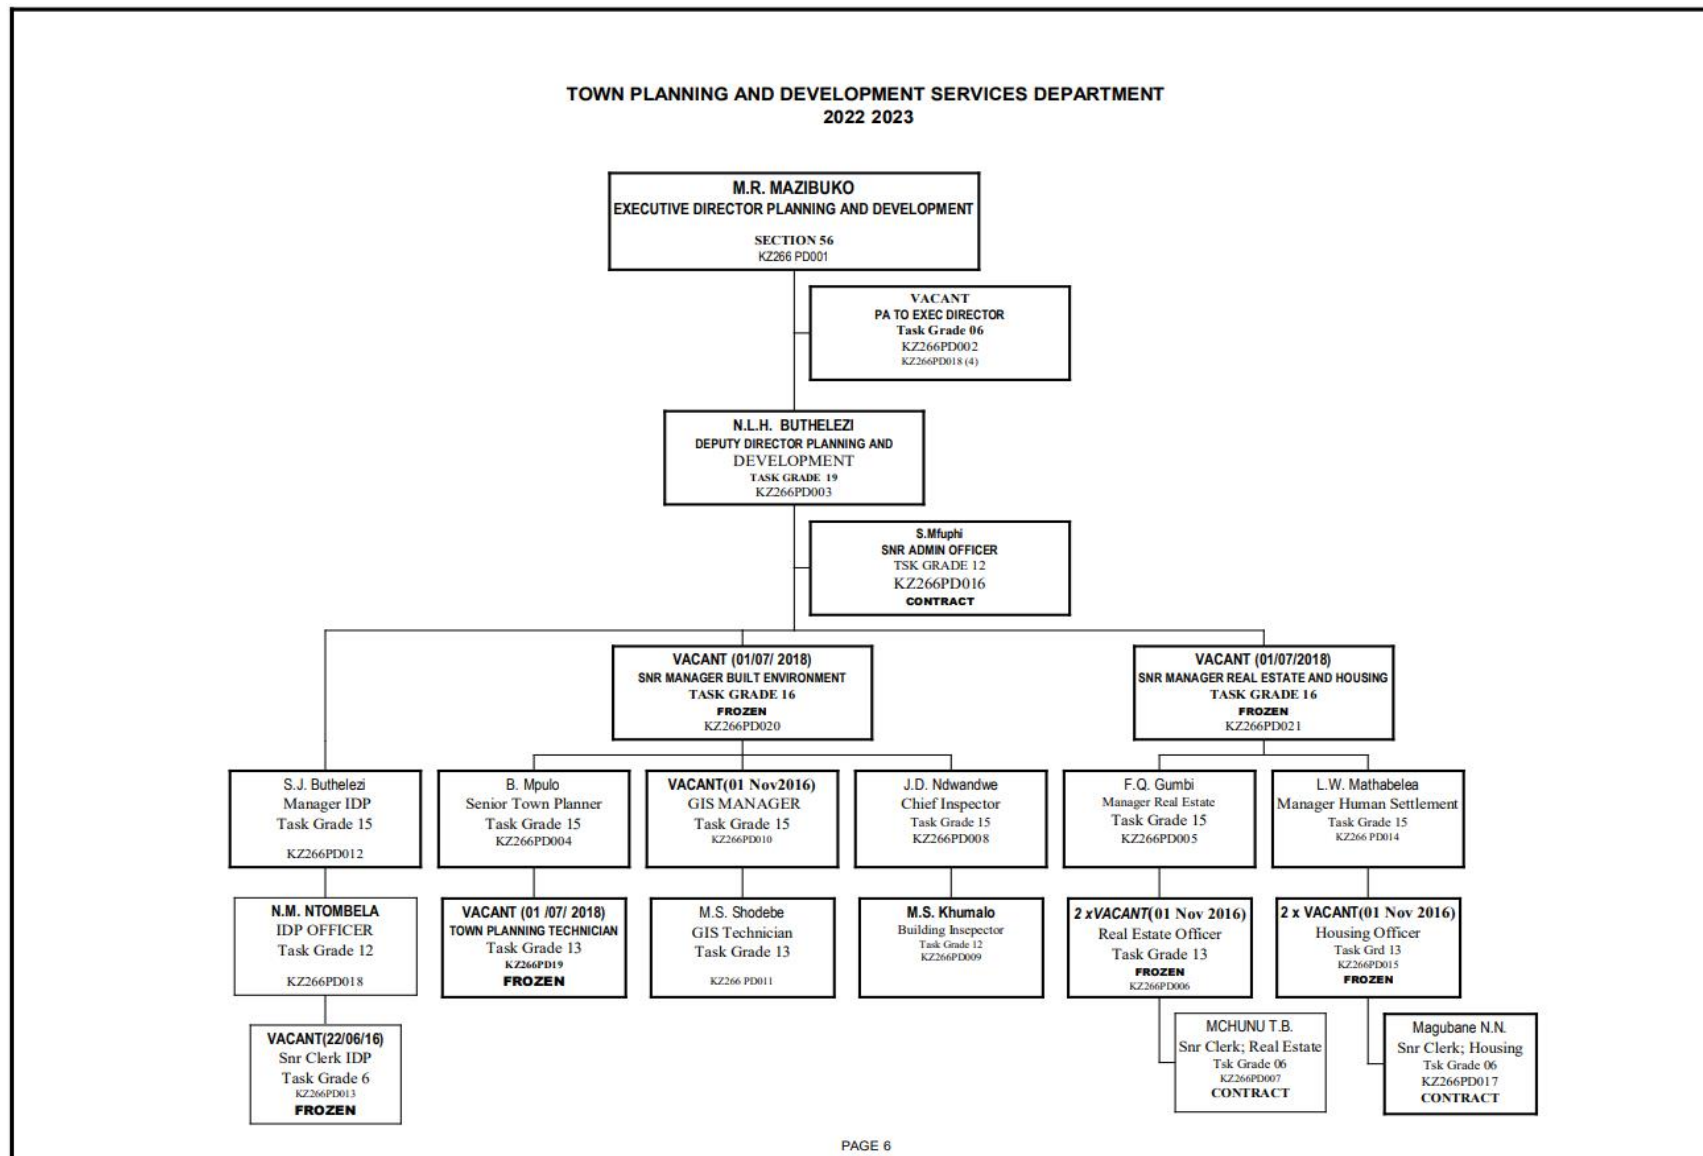 TOWN PLANNING AND DEVELOPMENT SERVICES DEPARTMENT
2022 2023
M.R. MAZIBUKO
EXECUTIVE DIRECTOR PLANNING AND DEVELOPMENT
SECTION 56
KZ266 PD001
VACANT
PA TO EXEC DIRECTOR
Task Grade 06
KZ266PD002
KZ266PD018 (4)
N.L.H. BUTHELEZI
DEPUTY DIRECTOR PLANNING AND
DEVELOPMENT
TASK GRADE 19
KZ266PD003
S.Mfuphi
SNR ADMIN OFFICER
TSK GRADE 12
KZ266PD016
CONTRACT
VACANT (01/07/ 2018)
SNR MANAGER BUILT ENVIRONMENT
TASK GRADE 16
FROZEN
KZ266PD020
VACANT (01/07/2018)
SNR MANAGER REAL ESTATE AND HOUSING
TASK GRADE 16
FROZEN
KZ266PD021
S.J. Buthelezi
Manager IDP
Task Grade 15
KZ266PD012
B. Mpulo
Senior Town Planner
Task Grade 15
KZ266PD004
VACANT(01 Nov2016)
GIS MANAGER
Task Grade 15
KZ266PD010
J.D. Ndwandwe
Chief Inspector
Task Grade 15
KZ266PD008
F.Q. Gumbi
Manager Real Estate
Task Grade 15
KZ266PD005
L.W. Mathabelea
Manager Human Settlement
Task Grade 15
KZ266 PD014
N.M. NTOMBELA
IDP OFFICER
Task Grade 12
KZ266PD018
VACANT (01 /07/ 2018)
TOWN PLANNING TECHNICIAN
Task Grade 13
KZ266PD19
FROZEN
M.S. Shodebe
GIS Technician
Task Grade 13
KZ266 PD011
M.S. Khumalo
Building Insepector
Task Grade 12
KZ266PD009
2 xVACANT(01 Nov 2016)
Real Estate Officer
Task Grade 13
FROZEN
KZ266PD006
2 x VACANT(01 Nov 2016)
Housing Officer
Task Grd 13
KZ266PD015
FROZEN
VACANT(22/06/16)
Snr Clerk IDP
Task Grade 6
KZ266PD013
FROZEN
MCHUNU T.B.
Snr Clerk; Real Estate
Tsk Grade 06
KZ266PD007
CONTRACT
Magubane N.N.
Snr Clerk; Housing
Tsk Grade 06
KZ266PD017
CONTRACT
PAGE 6